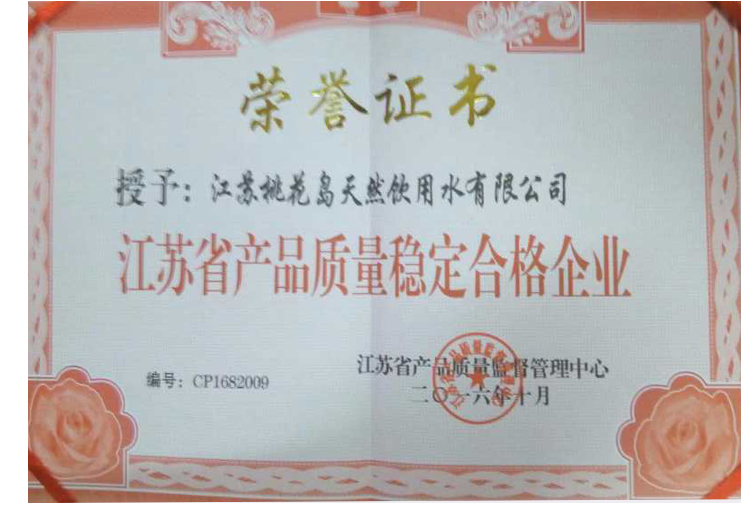 荣誉证书
授予：江苏桃花岛天然饮用水有限公司
江苏省产品质量稳定合格企业
编号：CP1682009
江苏省产品质量监督管理中心
二〇一六年十月